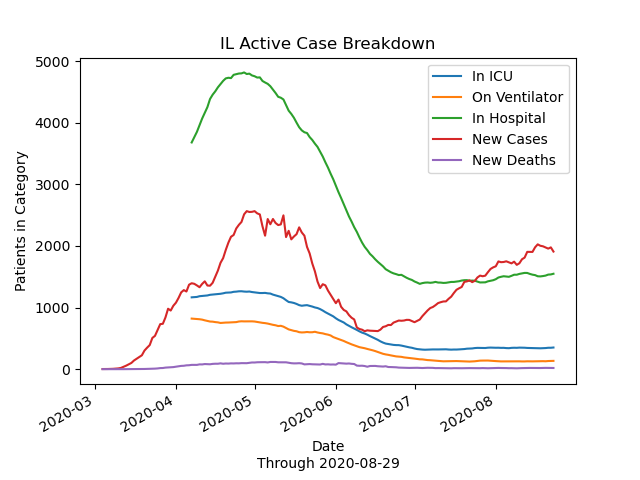 IL Active Case Breakdown
5000
4000
3000
2000
1000
0
Patients in Category
In ICU
On Ventilator
In Hospital
New Cases
New Deaths
2020-03
2020-04
2020-05
2020-06
2020-07
2020-08
Date
Through 2020-08-29